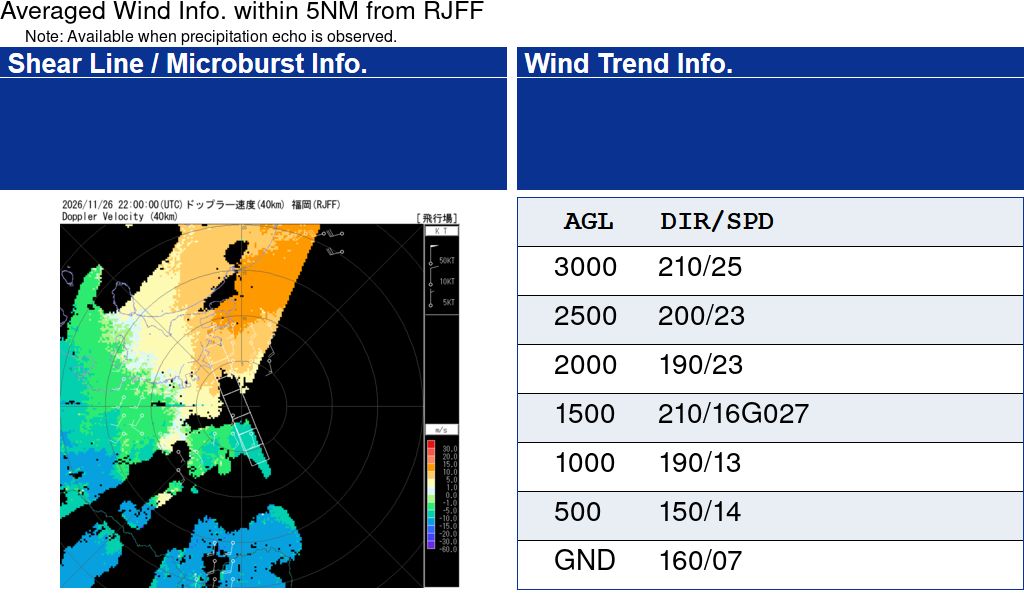 Averaged Wind Info. within 5NM from RJFF
Note: Available when precipitation echo is observed.
Shear Line / Microburst Info.
Wind Trend Info.
2026/11/26 22:00:00(UTC) ドップラー速度(40km) 福岡(RJFF)
Doppler Velocity (40km)
[飛行場]
K T
50KT
10KT
5KT
m/s
30.0
20.0
15.0
10.0
5.0
1.0
0.0
-1.0
-5.0
-10.0
-15.0
-20.0
-30.0
-60.0
AGL DIR/SPD
3000 210/25
2500 200/23
2000 190/23
1500 210/16G027
1000 190/13
500 150/14
GND 160/07